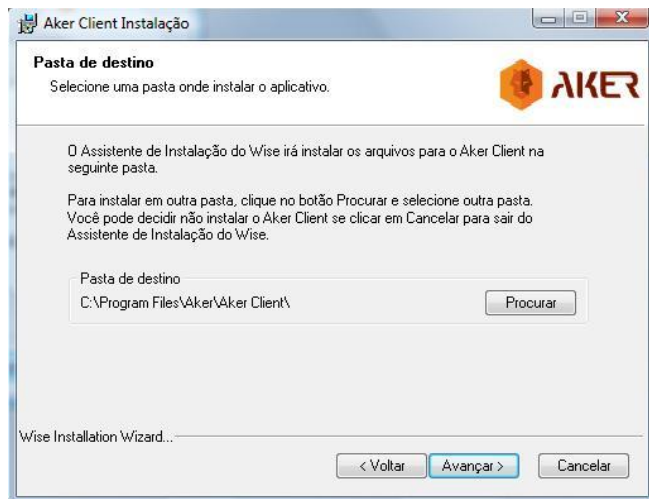 Aker Client Instalação
Pasta de destino
Selecione uma pasta onde instalar o aplicativo.
AKER
O Assistente de Instalação do Wise irá instalar os arquivos para o Aker Client na
seguinte pasta.
Para instalar em outra pasta, clique no botão Procurar e selecione outra pasta.
Você pode decidir não instalar o Aker Client se clicar em Cancelar para sair do
Assistente de Instalação do Wise.
Pasta de destino
C:\Program Files\Aker\Aker Client\
Procurar
Wise Installation Wizard...
< Voltar
Avançar >
Cancelar